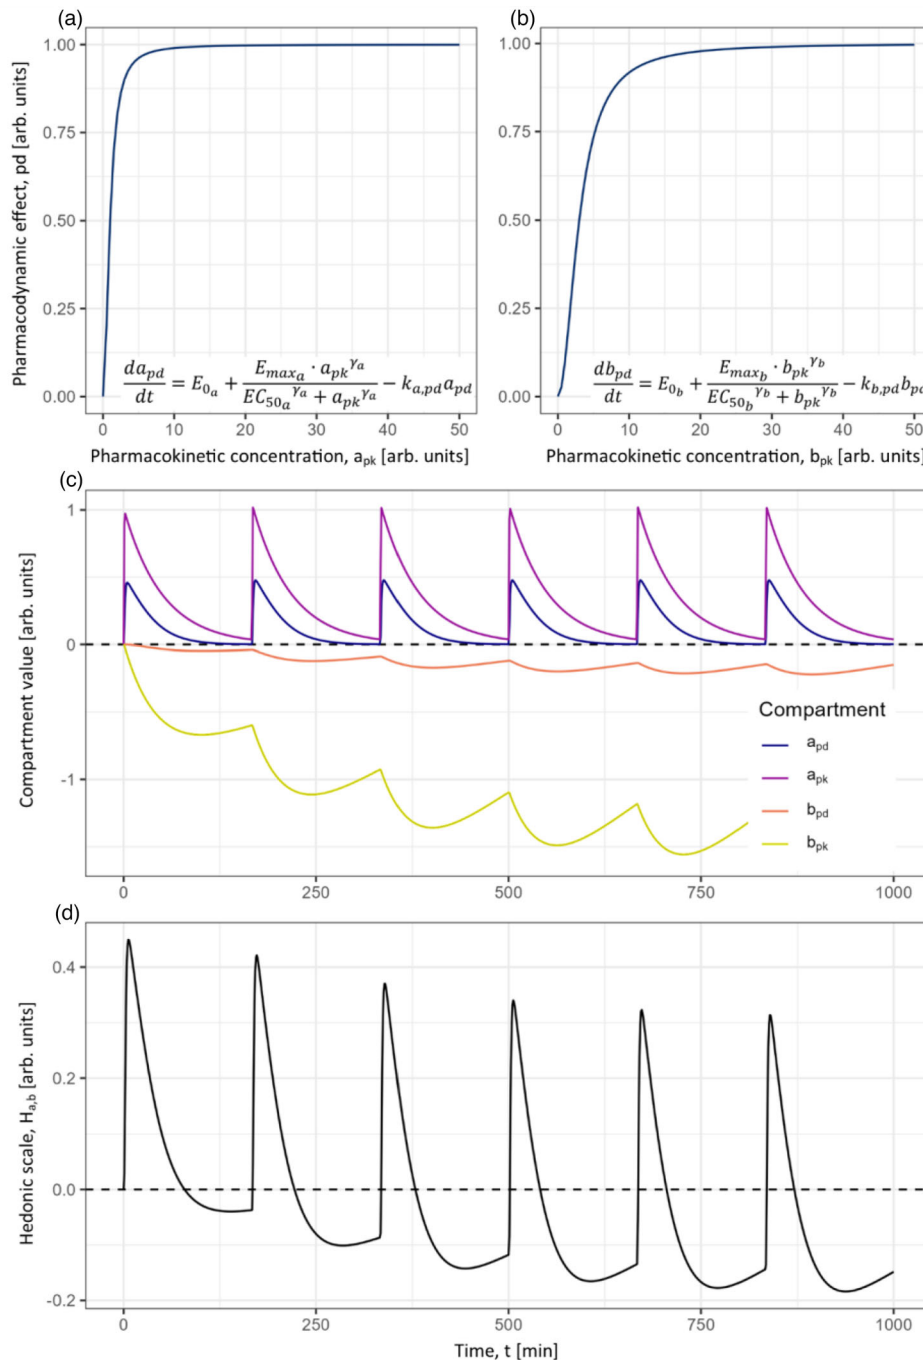 (a)
(b)
Pharmacodynamic effect, pd [arb. units]
1.00
0.75
0.50
0.25
0.00
da_pd/dt = E_0a + (E_maxa · a_pk^γa)/(EC_50a^γa + a_pk^γa) − k_a,pd a_pd
0 10 20 30 40 50
Pharmacokinetic concentration, a_pk [arb. units]
1.00
0.75
0.50
0.25
0.00
db_pd/dt = E_0b + (E_maxb · b_pk^γb)/(EC_50b^γb + b_pk^γb) − k_b,pd b_pd
0 10 20 30 40 50
Pharmacokinetic concentration, b_pk [arb. units]
(c)
Compartment value [arb. units]
1
0
-1
Compartment
a_pd
a_pk
b_pd
b_pk
0 250 500 750 1000
(d)
Hedonic scale, H_a,b [arb. units]
0.4
0.2
0.0
-0.2
0 250 500 750 1000
Time, t [min]